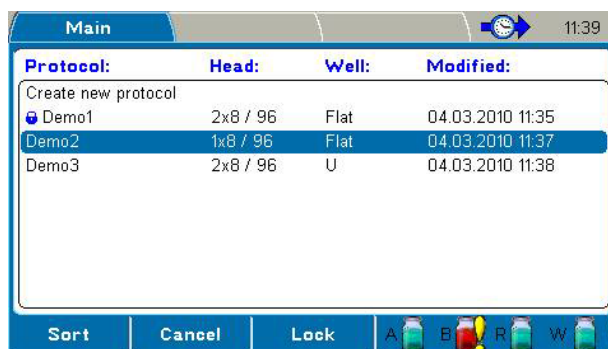 Main 11:39
Protocol: Head: Well: Modified:
Create new protocol
Demo1 2x8 / 96 Flat 04.03.2010 11:35
Demo2 1x8 / 96 Flat 04.03.2010 11:37
Demo3 2x8 / 96 U 04.03.2010 11:38
Sort Cancel Lock A B R W